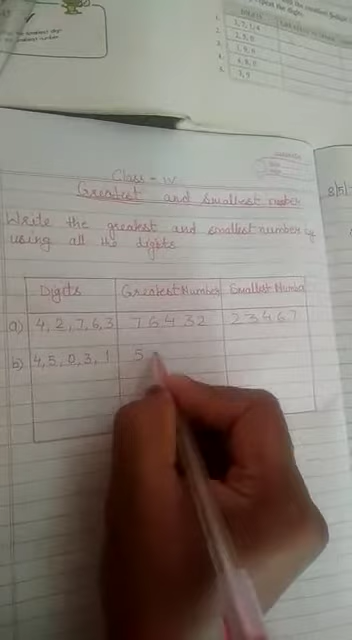 Class - IV
Greatest and Smallest number
Write the greatest and smallest number by
using all the digits
Digits Greatest Number Smallest Number
a) 4, 2, 7, 6, 3 7 6 4 3 2 2 3 4 6 7
b) 4, 5, 0, 3, 1 5